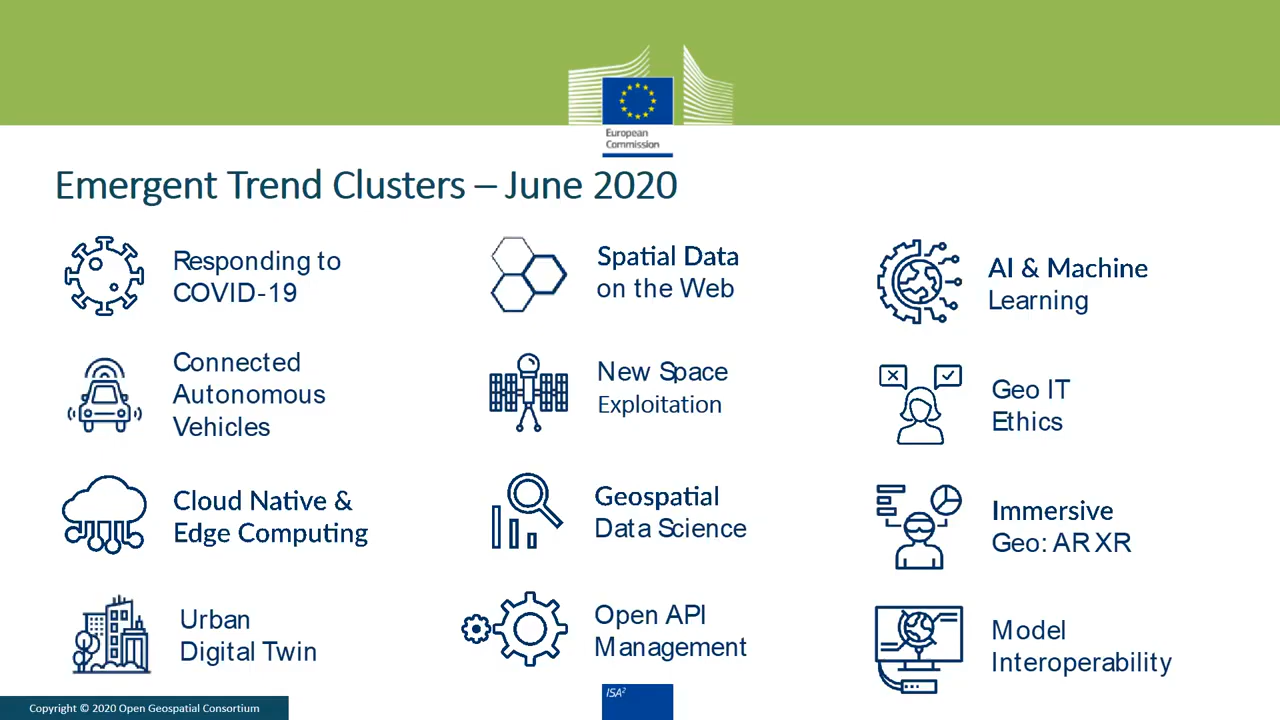 European
Commission
Emergent Trend Clusters – June 2020
Responding to
COVID-19
Spatial Data
on the Web
AI & Machine
Learning
Connected
Autonomous
Vehicles
New Space
Exploitation
Geo IT
Ethics
Cloud Native &
Edge Computing
Geospatial
Data Science
Immersive
Geo: AR XR
Urban
Digital Twin
Open API
Management
Model
Interoperability
ISA²
Copyright © 2020 Open Geospatial Consortium